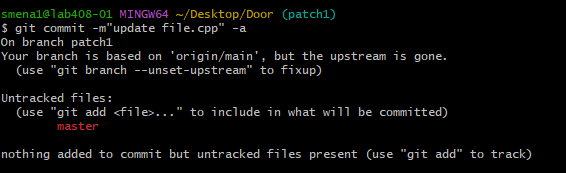 smena1@lab408-01 MINGW64 ~/Desktop/Door (patch1)
$ git commit -m"update file.cpp" -a
On branch patch1
Your branch is based on 'origin/main', but the upstream is gone.
  (use "git branch --unset-upstream" to fixup)

Untracked files:
  (use "git add <file>..." to include in what will be committed)
        master

nothing added to commit but untracked files present (use "git add" to track)